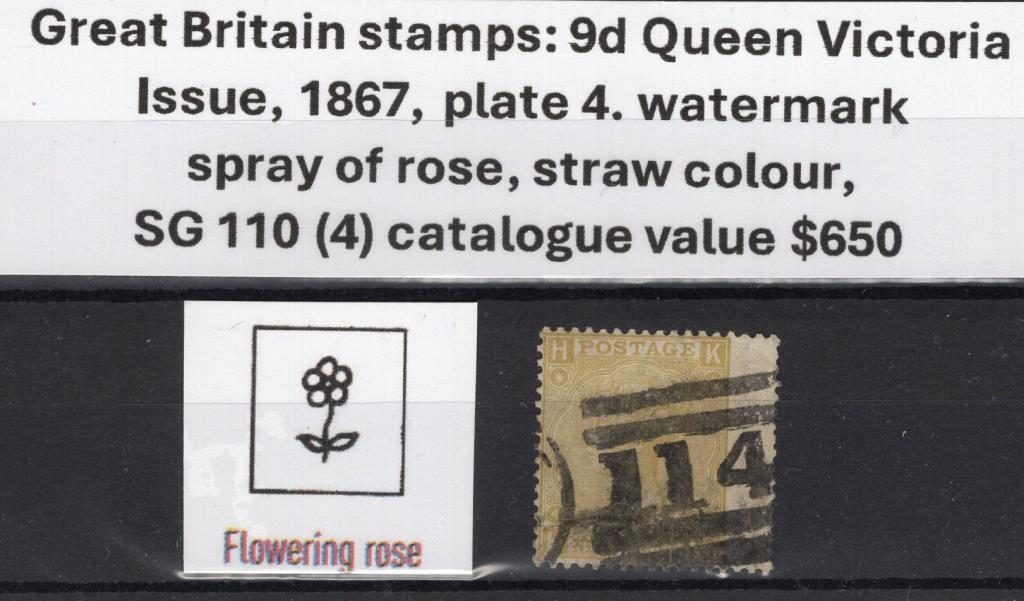 Great Britain stamps: 9d Queen Victoria
Issue, 1867, plate 4. watermark
spray of rose, straw colour,
SG 110 (4) catalogue value $650
H POSTAGE K
114
Flowering rose